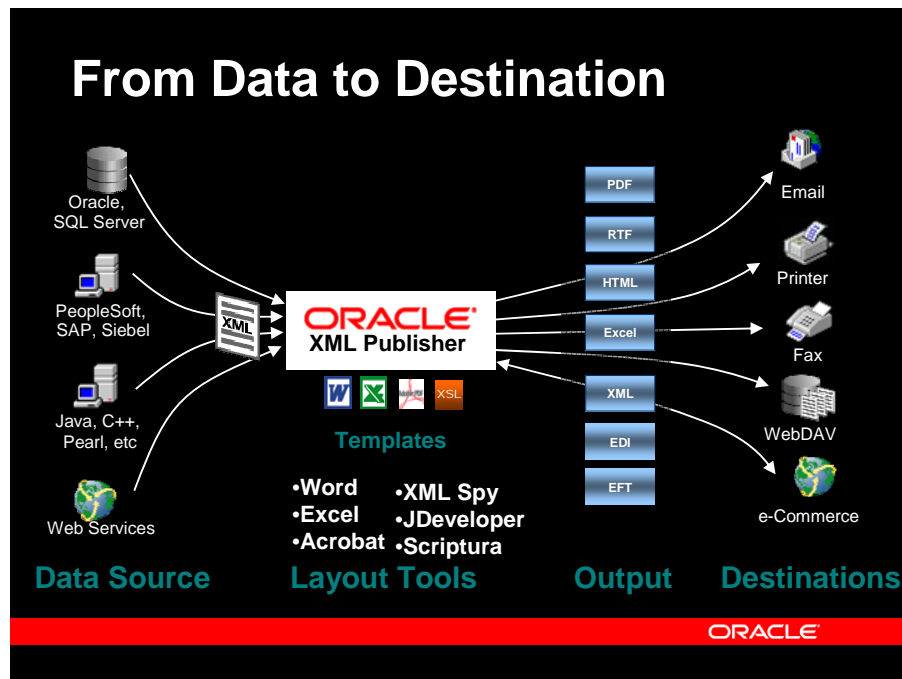 From Data to Destination
Oracle,
SQL Server
PeopleSoft,
SAP, Siebel
Java, C++,
Pearl, etc
Web Services
XML
ORACLE®
XML Publisher
W
X
XSL
Templates
•Word
•Excel
•Acrobat
•XML Spy
•JDeveloper
•Scriptura
PDF
RTF
HTML
Excel
XML
EDI
EFT
Email
Printer
Fax
WebDAV
e-Commerce
Data Source
Layout Tools
Output
Destinations
ORACLE®